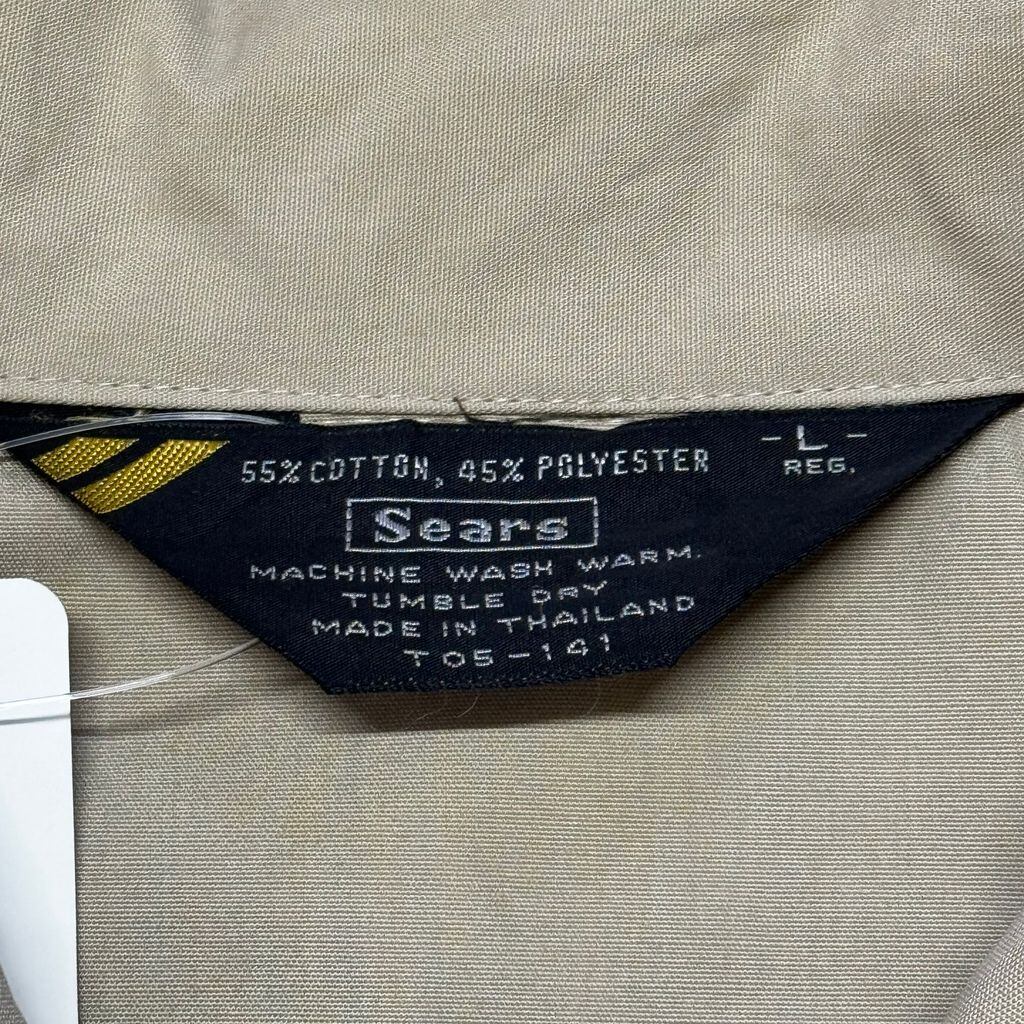 55% COTTON, 45% POLYESTER
- L -
REG.
Sears
MACHINE WASH WARM.
TUMBLE DRY
MADE IN THAILAND
T05-141